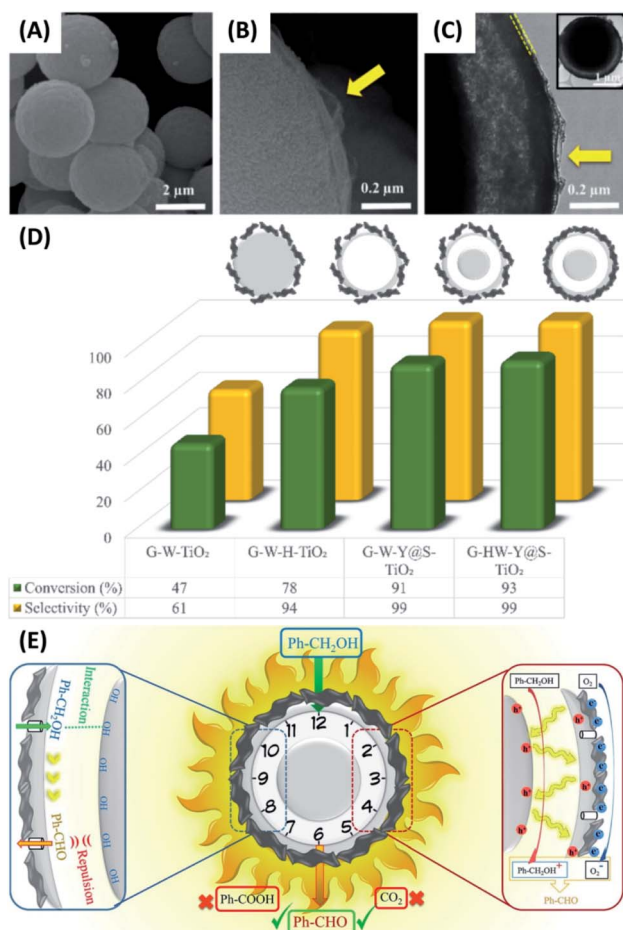 (A)
2 µm
(B)
0.2 µm
(C)
1 µm
0.2 µm
(D)
100
80
60
40
20
0
G-W-TiO₂
G-W-H-TiO₂
G-W-Y@S-TiO₂
G-HW-Y@S-TiO₂
Conversion (%) 47 78 91 93
Selectivity (%) 61 94 99 99
(E)
Ph-CH₂OH
Interaction
OH
Ph-CH₂OH
OH
OH
OH
OH
OH
Ph-CHO
Repulsion
12
1
2
3
4
5
6
7
8
9
10
11
Ph-COOH
Ph-CHO
CO₂
Ph-CH₂OH
O₂
h⁺
h⁺
h⁺
h⁺
h⁺
h⁺
h⁺
e
e
e
e
e
e
e
e
Ph-CH₂OH⁺
O₂⁻
Ph-CHO